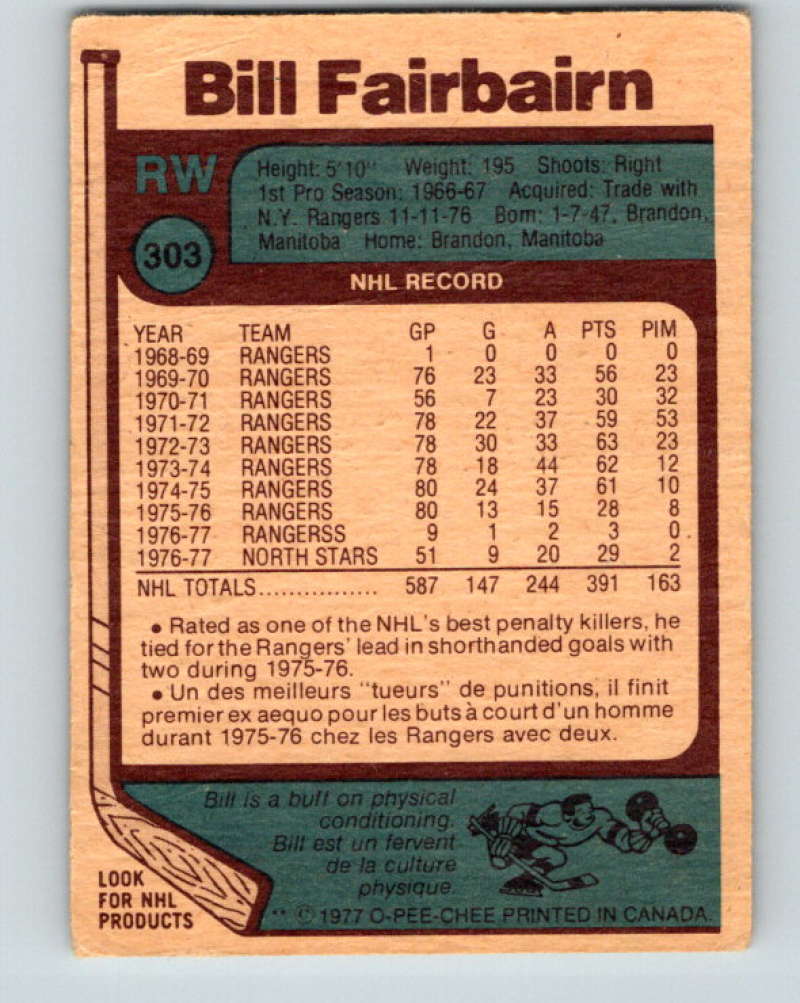 Bill Fairbairn
RW
303
Height: 5'10" Weight: 195 Shoots: Right
1st Pro Season: 1966-67 Acquired: Trade with
N.Y. Rangers 11-11-76 Born: 1-7-47, Brandon,
Manitoba Home: Brandon, Manitoba
NHL RECORD
YEAR TEAM GP G A PTS PIM
1968-69 RANGERS 1 0 0 0 0
1969-70 RANGERS 76 23 33 56 23
1970-71 RANGERS 56 7 23 30 32
1971-72 RANGERS 78 22 37 59 53
1972-73 RANGERS 78 30 33 63 23
1973-74 RANGERS 78 18 44 62 12
1974-75 RANGERS 80 24 37 61 10
1975-76 RANGERS 80 13 15 28 8
1976-77 RANGERSS 9 1 2 3 0
1976-77 NORTH STARS 51 9 20 29 2
NHL TOTALS................ 587 147 244 391 163
• Rated as one of the NHL's best penalty killers, he
tied for the Rangers' lead in shorthanded goals with
two during 1975-76.
• Un des meilleurs "tueurs" de punitions, il finit
premier ex aequo pour les buts à court d'un homme
durant 1975-76 chez les Rangers avec deux.
Bill is a buff on physical
conditioning.
Bill est un fervent
de la culture
physique.
LOOK
FOR NHL
PRODUCTS
** © 1977 O-PEE-CHEE PRINTED IN CANADA.